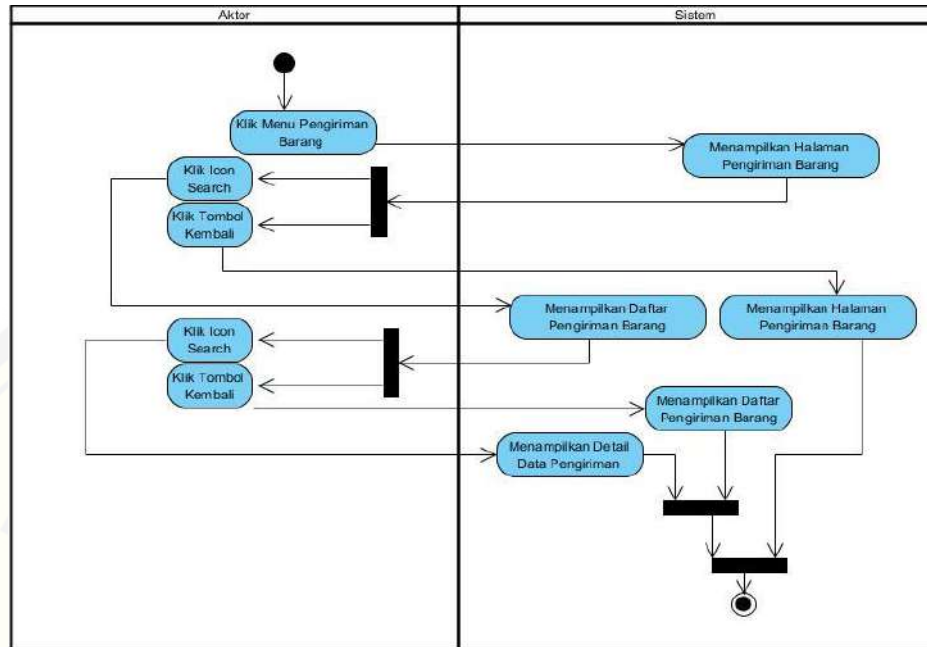 Aktor
Sistem
Klik Menu Pengiriman
Barang
Menampilkan Halaman
Pengiriman Barang
Klik Icon
Search
Klik Tombol
Kembali
Menampilkan Daftar
Pengiriman Barang
Menampilkan Halaman
Pengiriman Barang
Klik Icon
Search
Klik Tombol
Kembali
Menampilkan Daftar
Pengiriman Barang
Menampilkan Detail
Data Pengiriman